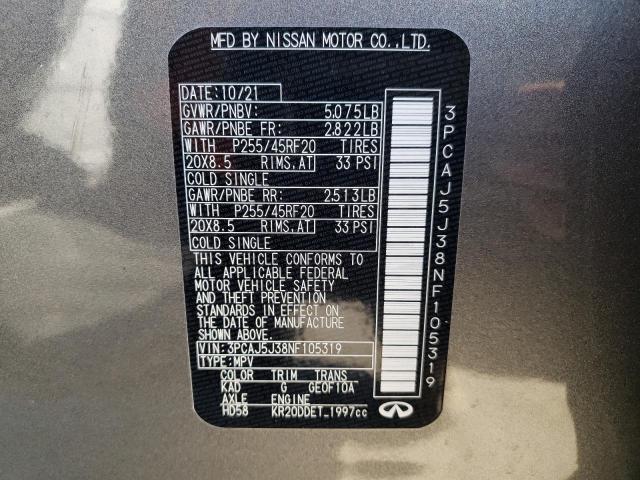 MFD BY NISSAN MOTOR CO.,LTD.
DATE: 10/21
GVWR/PNBV: 5,075LB
GAWR/PNBE FR: 2,822LB
WITH P255/45RF20 TIRES
20X8.5 RIMS,AT 33 PSI
COLD SINGLE
GAWR/PNBE RR: 2,513LB
WITH P255/45RF20 TIRES
20X8.5 RIMS,AT 33 PSI
COLD SINGLE
THIS VEHICLE CONFORMS TO
ALL APPLICABLE FEDERAL
MOTOR VEHICLE SAFETY
AND THEFT PREVENTION
STANDARDS IN EFFECT ON THE
DATE OF MANUFACTURE
SHOWN ABOVE.
VIN: 3PCAJ5J38NF105319
TYPE: MPV
COLOR TRIM TRANS
KAD G GE0F10A
AXLE ENGINE
HD58 KR20DDET_1997cc
3PCAJ5J38NF105319